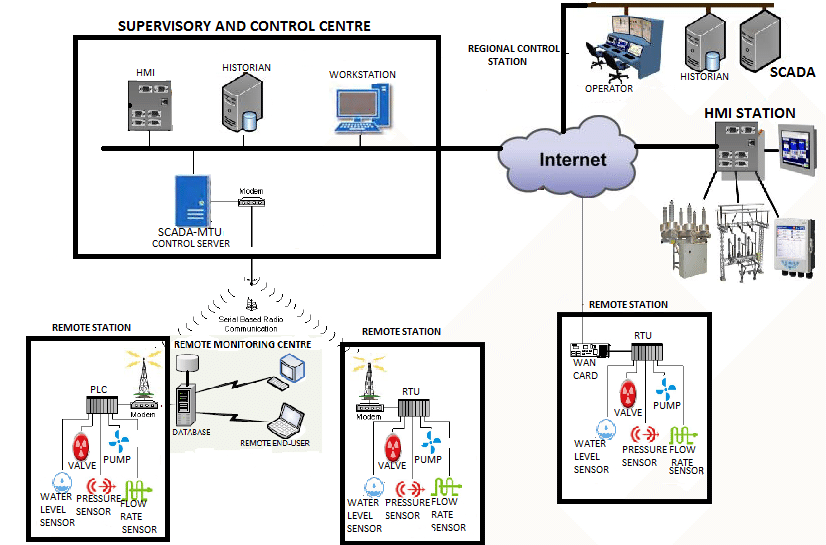 SUPERVISORY AND CONTROL CENTRE
HMI
HISTORIAN
WORKSTATION
SCADA-MTU
CONTROL SERVER
Modem
REGIONAL CONTROL
STATION
OPERATOR
HISTORIAN
SCADA
Internet
HMI STATION
Serial Based Radio
Communication
REMOTE STATION
PLC
Modem
VALVE
PUMP
WATER
LEVEL
SENSOR
PRESSURE
SENSOR
FLOW
RATE
SENSOR
REMOTE MONITORING CENTRE
DATABASE
REMOTE END-USER
REMOTE STATION
Modem
RTU
VALVE
PUMP
WATER
LEVEL
SENSOR
PRESSURE
SENSOR
FLOW
RATE
SENSOR
REMOTE STATION
WAN
CARD
RTU
VALVE
PUMP
WATER
LEVEL
SENSOR
PRESSURE
SENSOR
FLOW
RATE
SENSOR